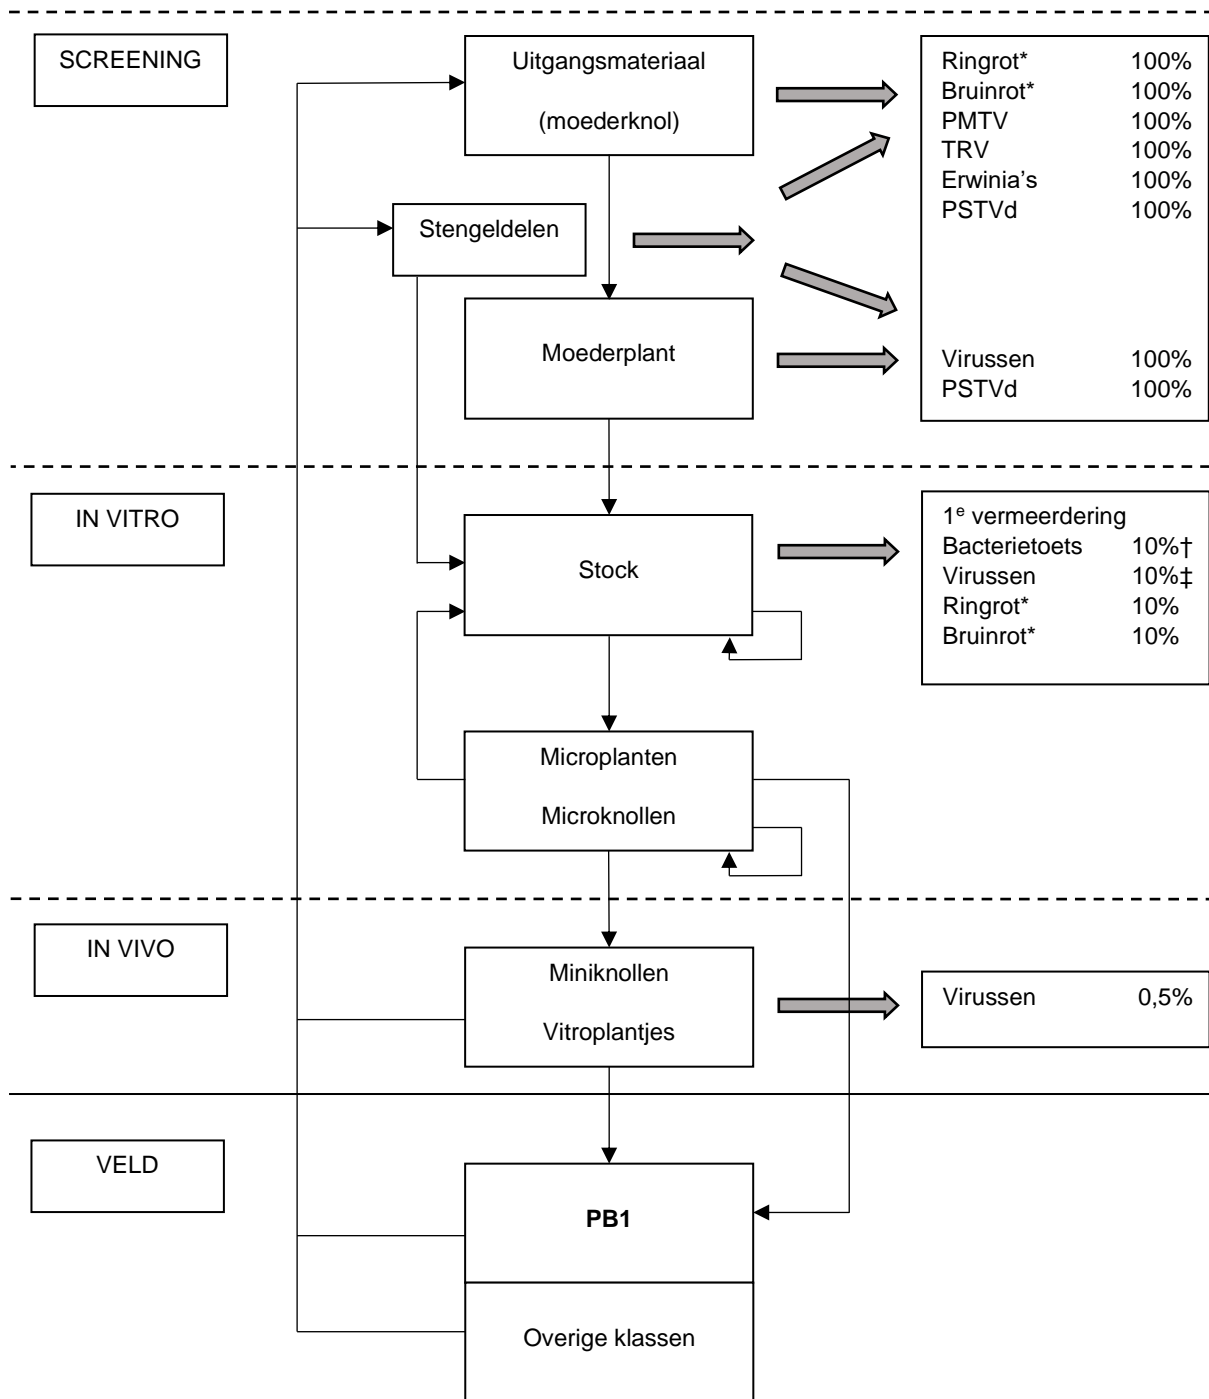 SCREENING
Uitgangsmateriaal
(moederknol)
Ringrot* 100%
Bruinrot* 100%
PMTV 100%
TRV 100%
Erwinia’s 100%
PSTVd 100%
Stengeldelen
Moederplant
Virussen 100%
PSTVd 100%
IN VITRO
Stock
1e vermeerdering
Bacterietoets 10%†
Virussen 10%‡
Ringrot* 10%
Bruinrot* 10%
Microplanten
Microknollen
IN VIVO
Miniknollen
Vitroplantjes
Virussen 0,5%
VELD
PB1
Overige klassen